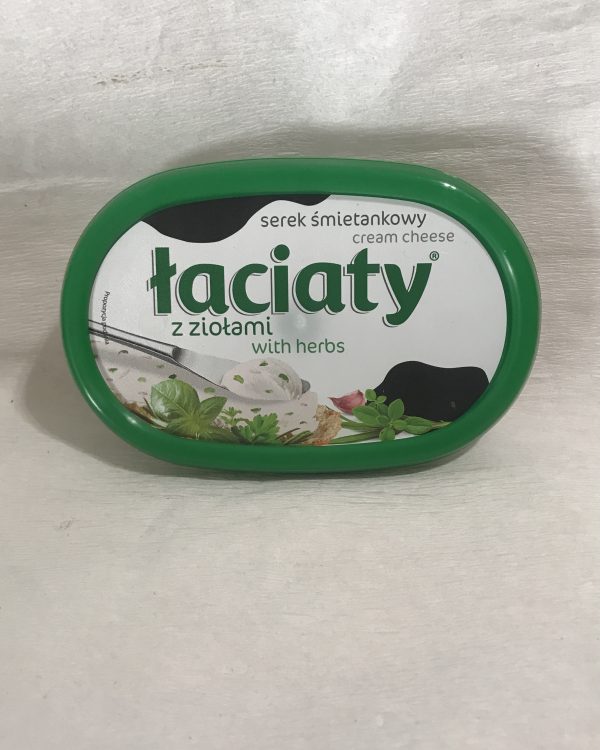 serek śmietankowy
cream cheese
łaciaty®
z ziołami
with herbs